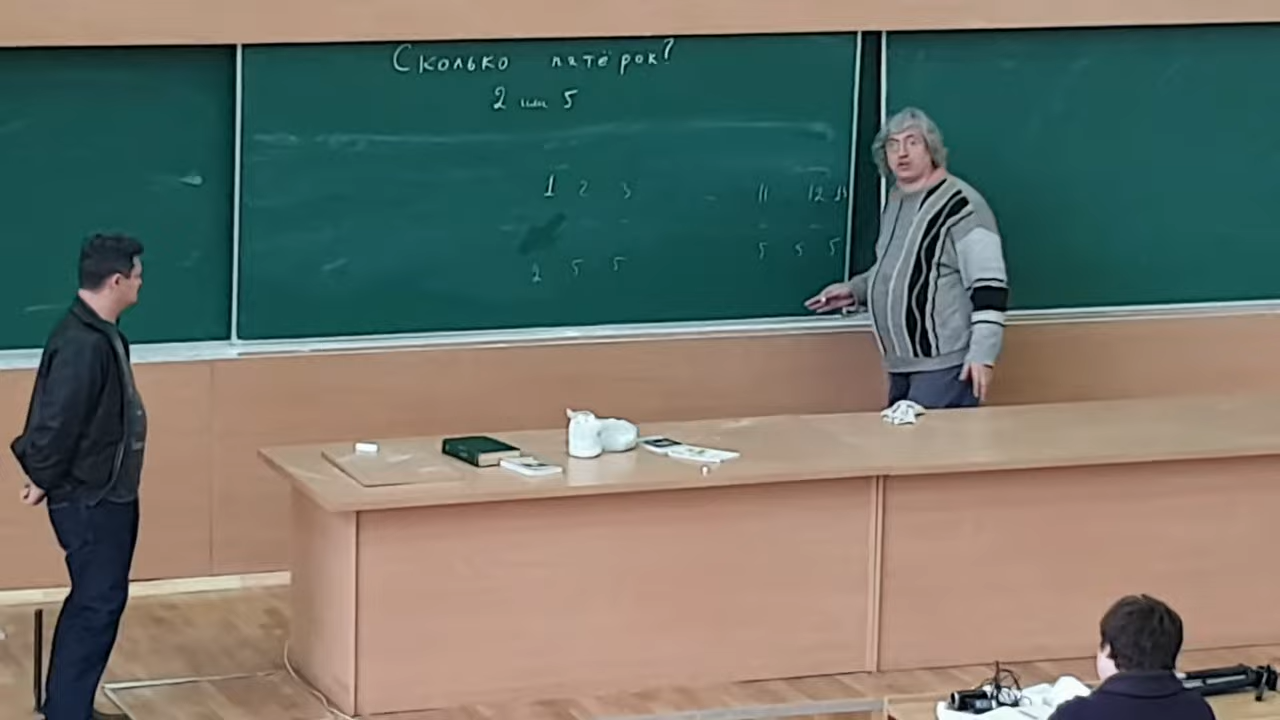 Сколько пятёрок?
2 или 5
1 2 3 - 11 12 13
2 5 5 5 5 5